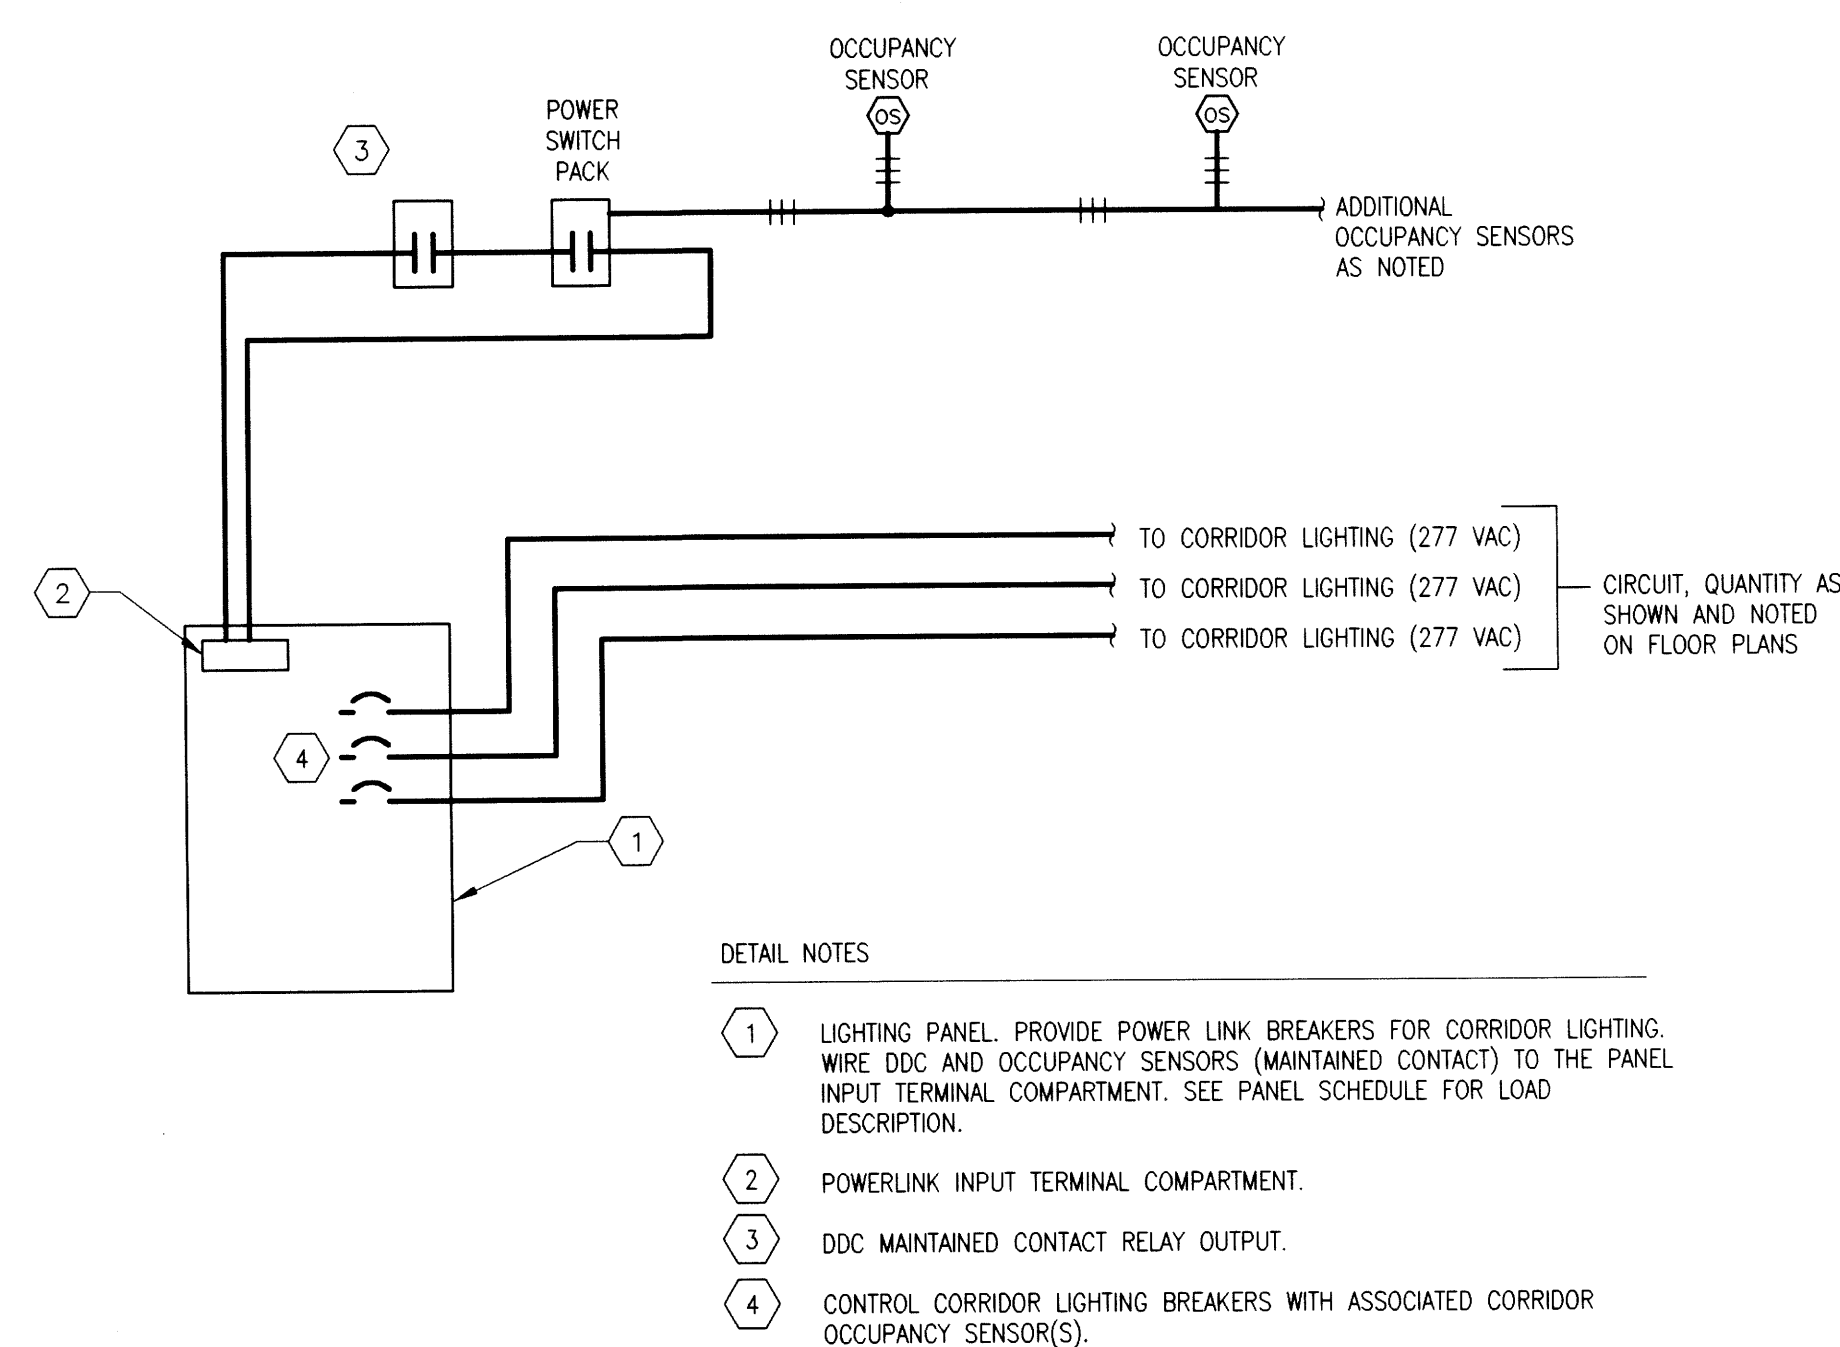 OCCUPANCY
SENSOR
OS
OCCUPANCY
SENSOR
OS
POWER
SWITCH
PACK
3
ADDITIONAL
OCCUPANCY SENSORS
AS NOTED
TO CORRIDOR LIGHTING (277 VAC)
TO CORRIDOR LIGHTING (277 VAC)
TO CORRIDOR LIGHTING (277 VAC)
CIRCUIT, QUANTITY AS
SHOWN AND NOTED
ON FLOOR PLANS
2
4
1
DETAIL NOTES
1 LIGHTING PANEL. PROVIDE POWER LINK BREAKERS FOR CORRIDOR LIGHTING.
WIRE DDC AND OCCUPANCY SENSORS (MAINTAINED CONTACT) TO THE PANEL
INPUT TERMINAL COMPARTMENT. SEE PANEL SCHEDULE FOR LOAD
DESCRIPTION.
2 POWERLINK INPUT TERMINAL COMPARTMENT.
3 DDC MAINTAINED CONTACT RELAY OUTPUT.
4 CONTROL CORRIDOR LIGHTING BREAKERS WITH ASSOCIATED CORRIDOR
OCCUPANCY SENSOR(S).